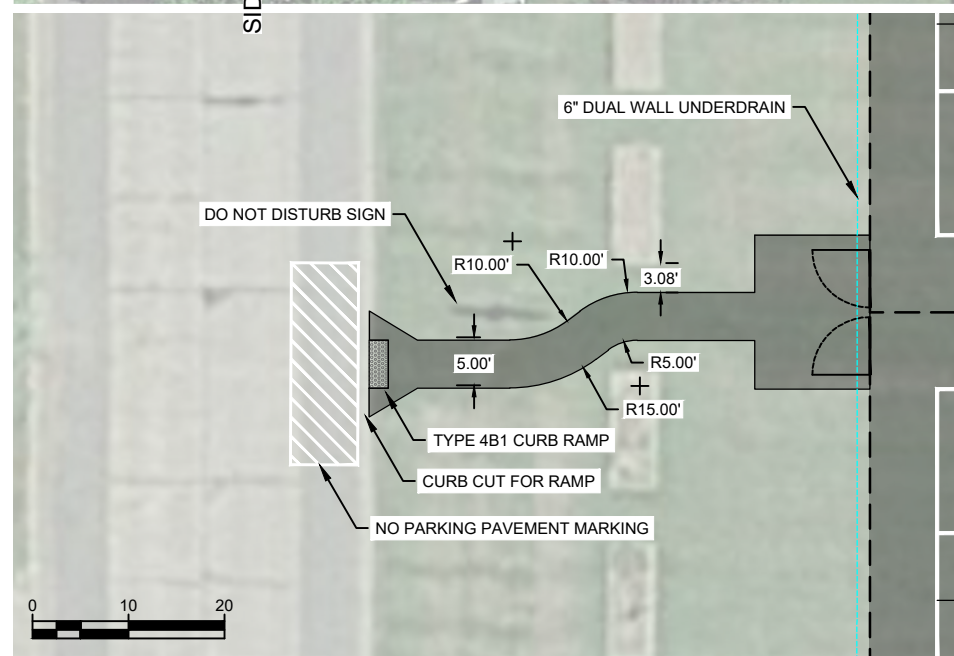 SID
6" DUAL WALL UNDERDRAIN
DO NOT DISTURB SIGN
R10.00' R10.00'
3.08'
5.00'
R5.00'
R15.00'
TYPE 4B1 CURB RAMP
CURB CUT FOR RAMP
NO PARKING PAVEMENT MARKING
0 10 20